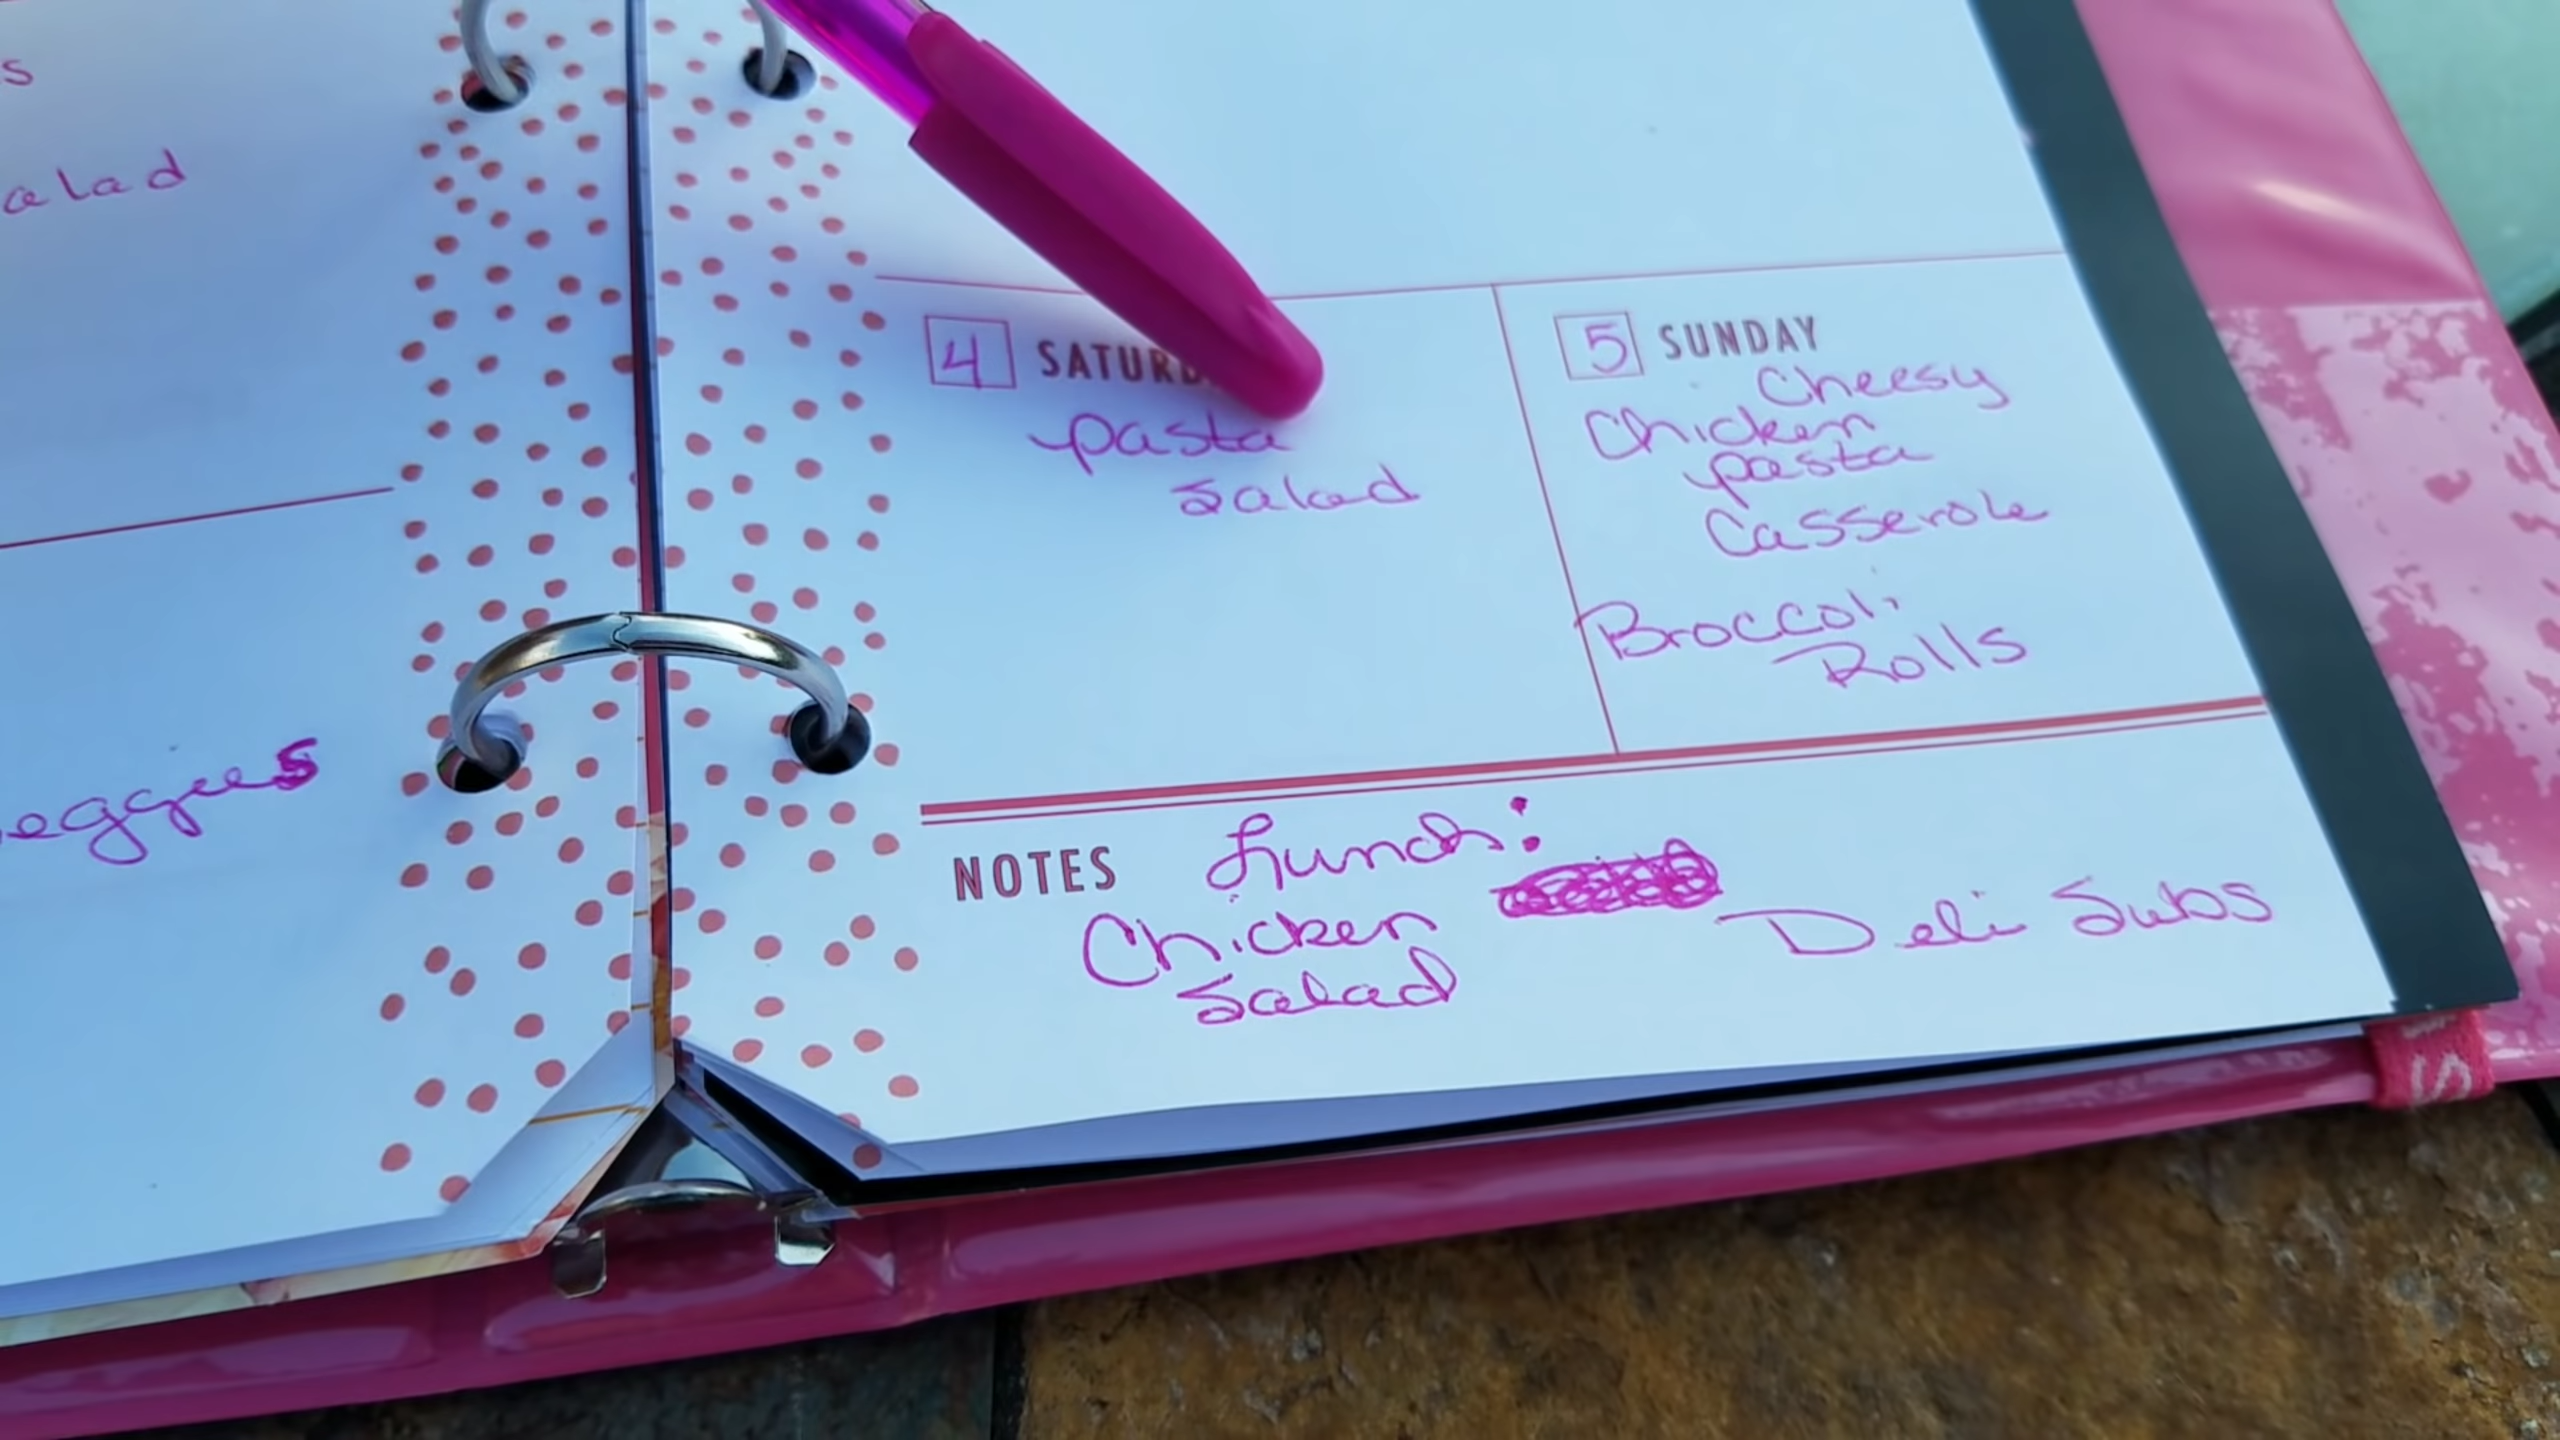 s
alad
eggies
4 SATURD
pasta
salad
5 SUNDAY
Cheesy
Chicken
pasta
Casserole
Broccoli
Rolls
NOTES Lunch:
Chicken
Salad
Deli Subs